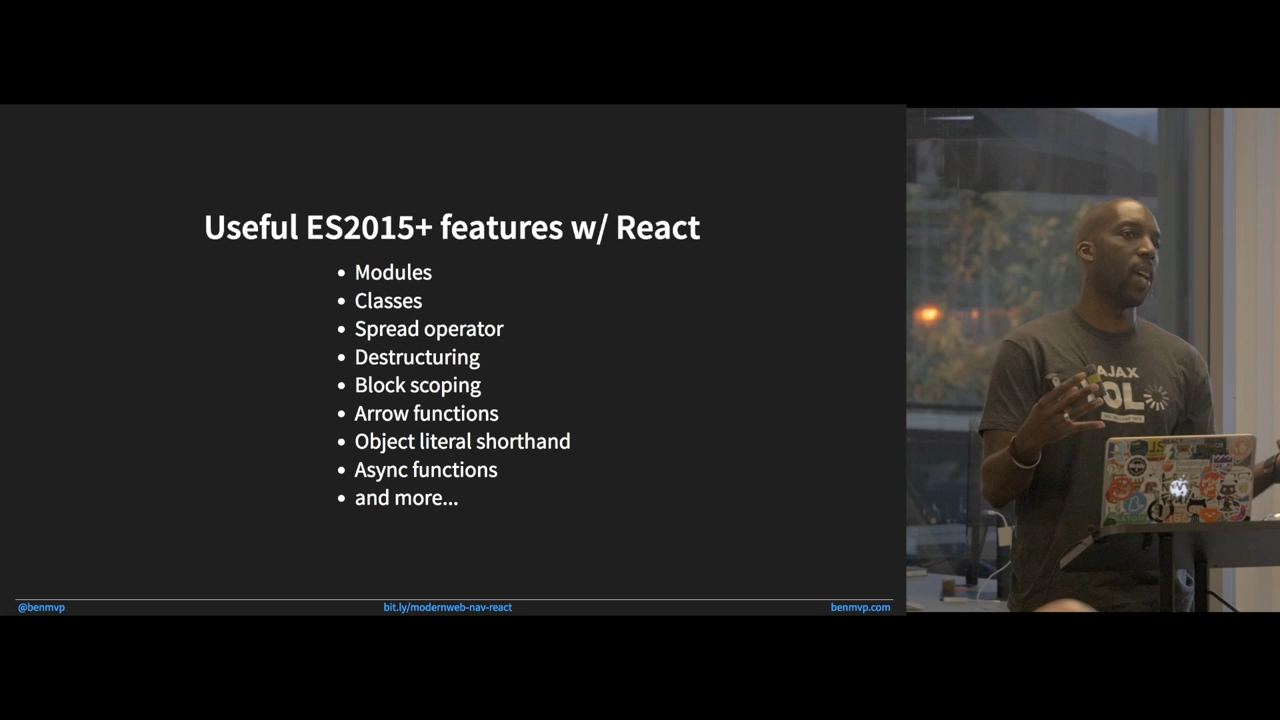 Useful ES2015+ features w/ React
• Modules
• Classes
• Spread operator
• Destructuring
• Block scoping
• Arrow functions
• Object literal shorthand
• Async functions
• and more...
@benmvp
bit.ly/modernweb-nav-react
benmvp.com
AJAX
JS